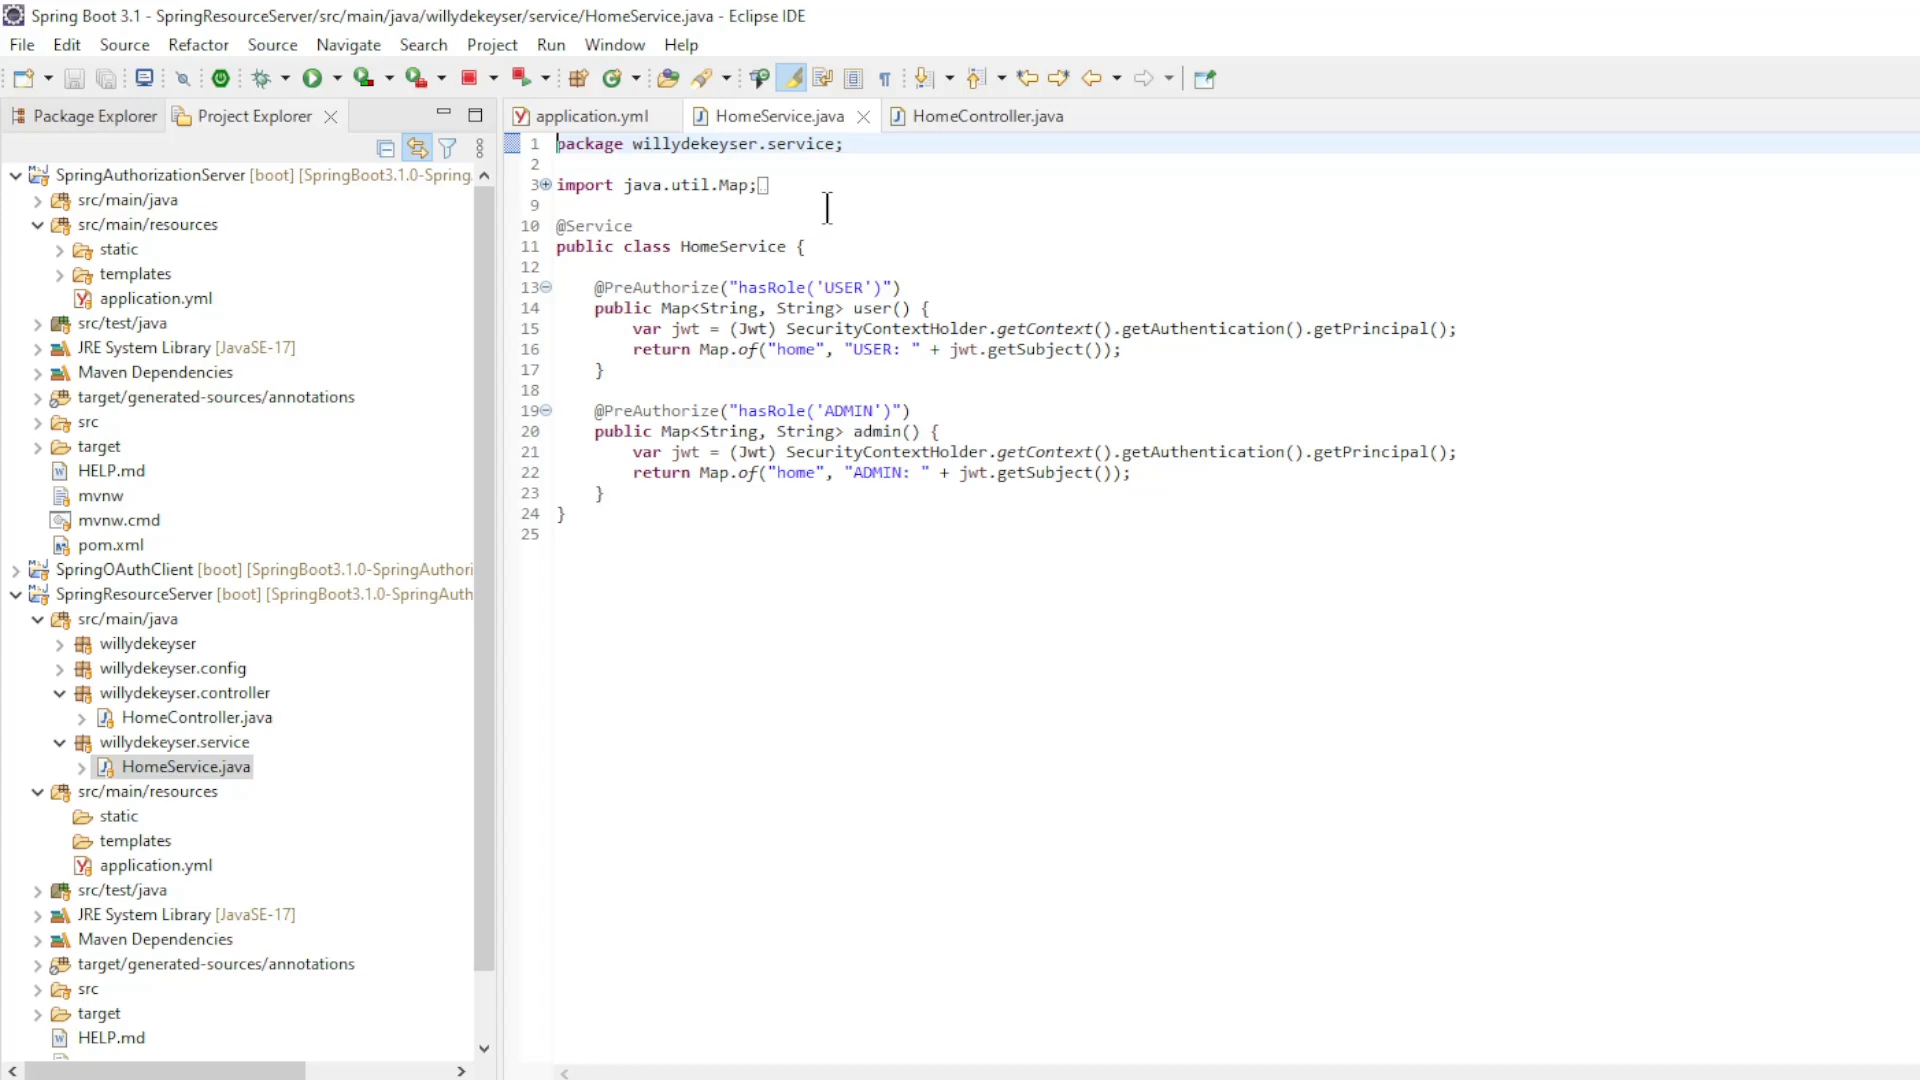 Spring Boot 3.1 - SpringResourceServer/src/main/java/willydekeyser/service/HomeService.java - Eclipse IDE
File Edit Source Refactor Source Navigate Search Project Run Window Help
Package Explorer Project Explorer
SpringAuthorizationServer [boot] [SpringBoot3.1.0-Spring
src/main/java
src/main/resources
static
templates
application.yml
src/test/java
JRE System Library [JavaSE-17]
Maven Dependencies
target/generated-sources/annotations
src
target
HELP.md
mvnw
mvnw.cmd
pom.xml
SpringOAuthClient [boot] [SpringBoot3.1.0-SpringAuthori
SpringResourceServer [boot] [SpringBoot3.1.0-SpringAuth
src/main/java
willydekeyser
willydekeyser.config
willydekeyser.controller
HomeController.java
willydekeyser.service
HomeService.java
src/main/resources
static
templates
application.yml
src/test/java
JRE System Library [JavaSE-17]
Maven Dependencies
target/generated-sources/annotations
src
target
HELP.md
application.yml HomeService.java HomeController.java
1 package willydekeyser.service;
2
3 import java.util.Map;
9
10 @Service
11 public class HomeService {
12
13 @PreAuthorize("hasRole('USER')")
14 public Map<String, String> user() {
15 var jwt = (Jwt) SecurityContextHolder.getContext().getAuthentication().getPrincipal();
16 return Map.of("home", "USER: " + jwt.getSubject());
17 }
18
19 @PreAuthorize("hasRole('ADMIN')")
20 public Map<String, String> admin() {
21 var jwt = (Jwt) SecurityContextHolder.getContext().getAuthentication().getPrincipal();
22 return Map.of("home", "ADMIN: " + jwt.getSubject());
23 }
24 }
25